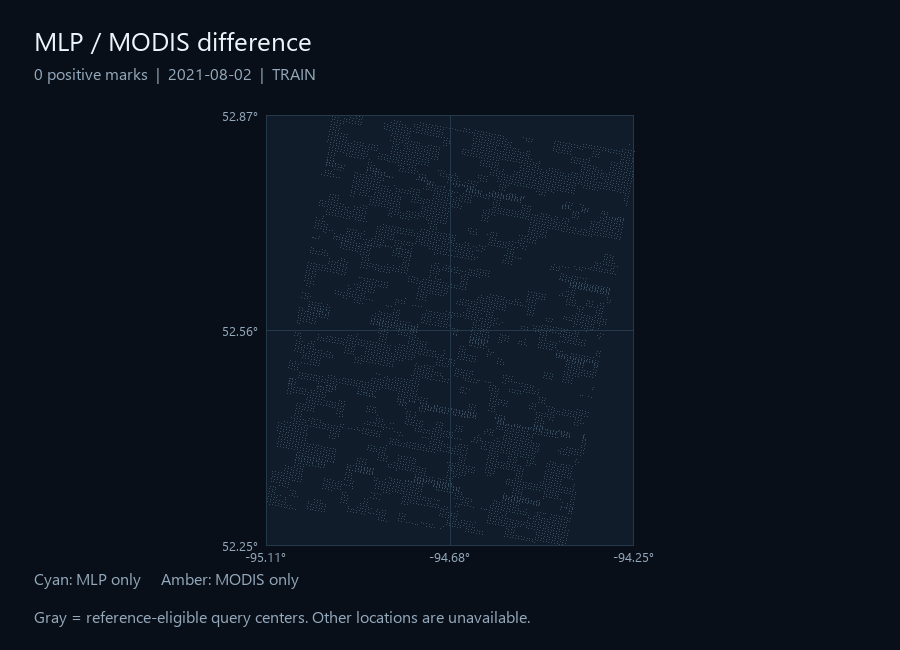 MLP / MODIS difference
0 positive marks | 2021-08-02 | TRAIN
52.87°
52.56°
52.25°
-95.11° -94.68° -94.25°
Cyan: MLP only Amber: MODIS only
Gray = reference-eligible query centers. Other locations are unavailable.